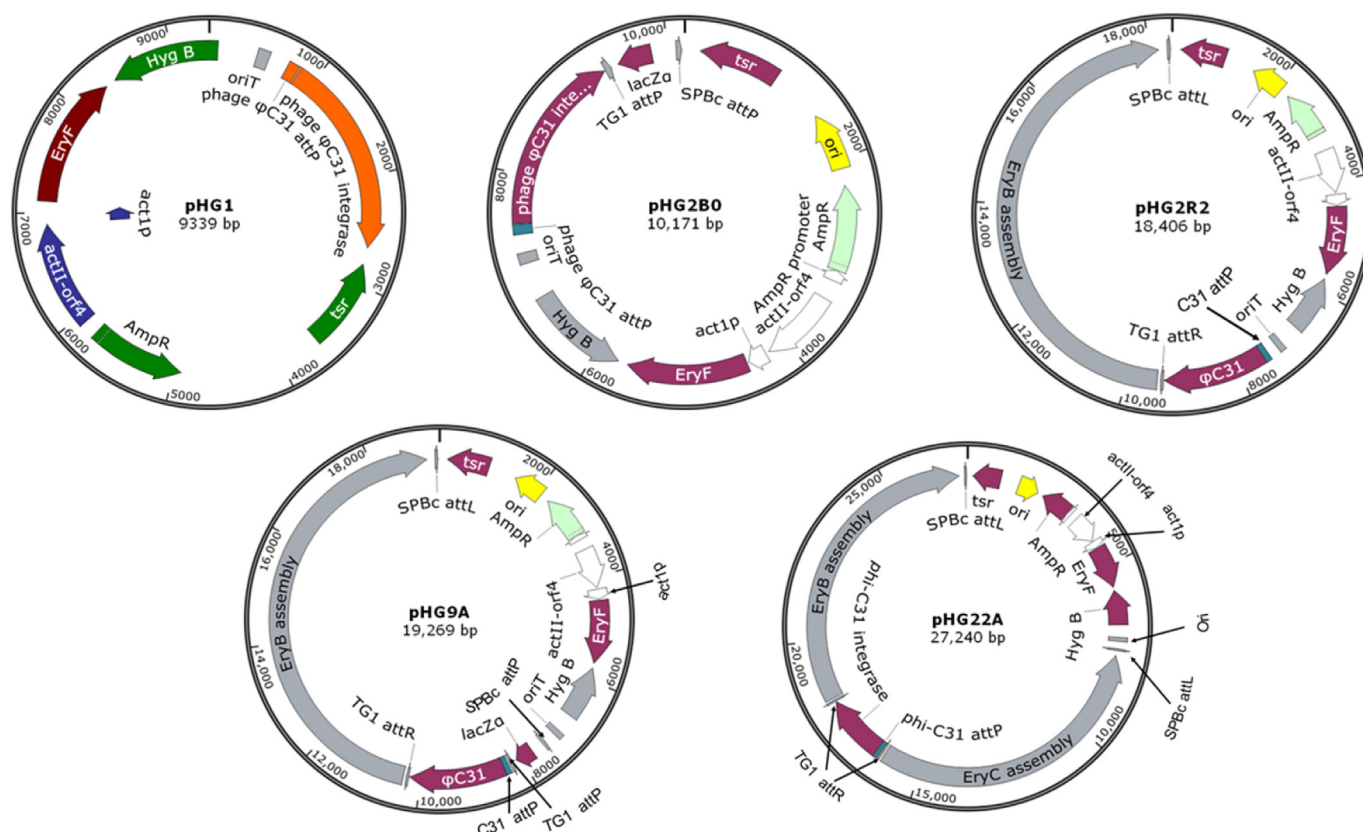 pHG1
9339 bp
1000
2000
3000
4000
5000
6000
7000
8000
9000
Hyg B
oriT
phage φC31 attP
phage φC31 integrase
tsr
AmpR
actII-orf4
act1p
EryF
pHG2B0
10,171 bp
2000
4000
6000
8000
10,000
SPBc attP
tsr
ori
AmpR
AmpR promoter
actII-orf4
act1p
EryF
Hyg B
oriT
phage φC31 attP
phage φC31 inte...
TG1 attP
lacZα
pHG2R2
18,406 bp
2000
4000
6000
8000
10,000
12,000
14,000
16,000
18,000
SPBc attL
tsr
ori
AmpR
actII-orf4
EryF
Hyg B
oriT
C31 attP
φC31
TG1 attR
EryB assembly
pHG9A
19,269 bp
2000
4000
6000
8000
10,000
12,000
14,000
16,000
18,000
SPBc attL
tsr
ori
AmpR
actII-orf4
act1p
EryF
Hyg B
oriT
SPBc attP
lacZα
TG1 attP
C31 attP
φC31
TG1 attR
EryB assembly
pHG22A
27,240 bp
5000
10,000
15,000
20,000
25,000
SPBc attL
tsr
ori
AmpR
actII-orf4
act1p
EryF
Hyg B
Ori
SPBc attL
EryC assembly
phi-C31 attP
phi-C31 integrase
TG1 attR
EryB assembly